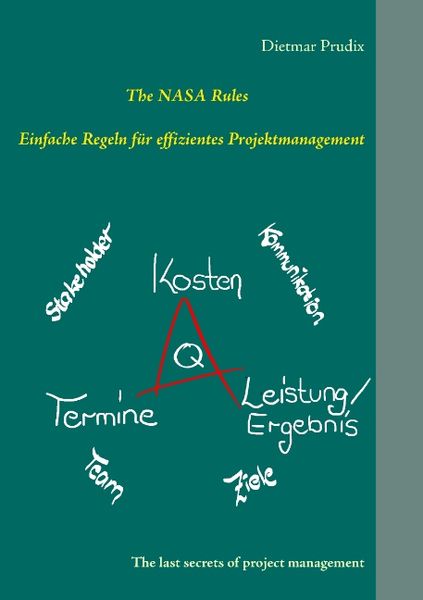 Dietmar Prudix
The NASA Rules
Einfache Regeln für effizientes Projektmanagement
Stakeholder
Kommunikation
Kosten
Q
Termine
Leistung/
Ergebnis
Team
Ziele
The last secrets of project management